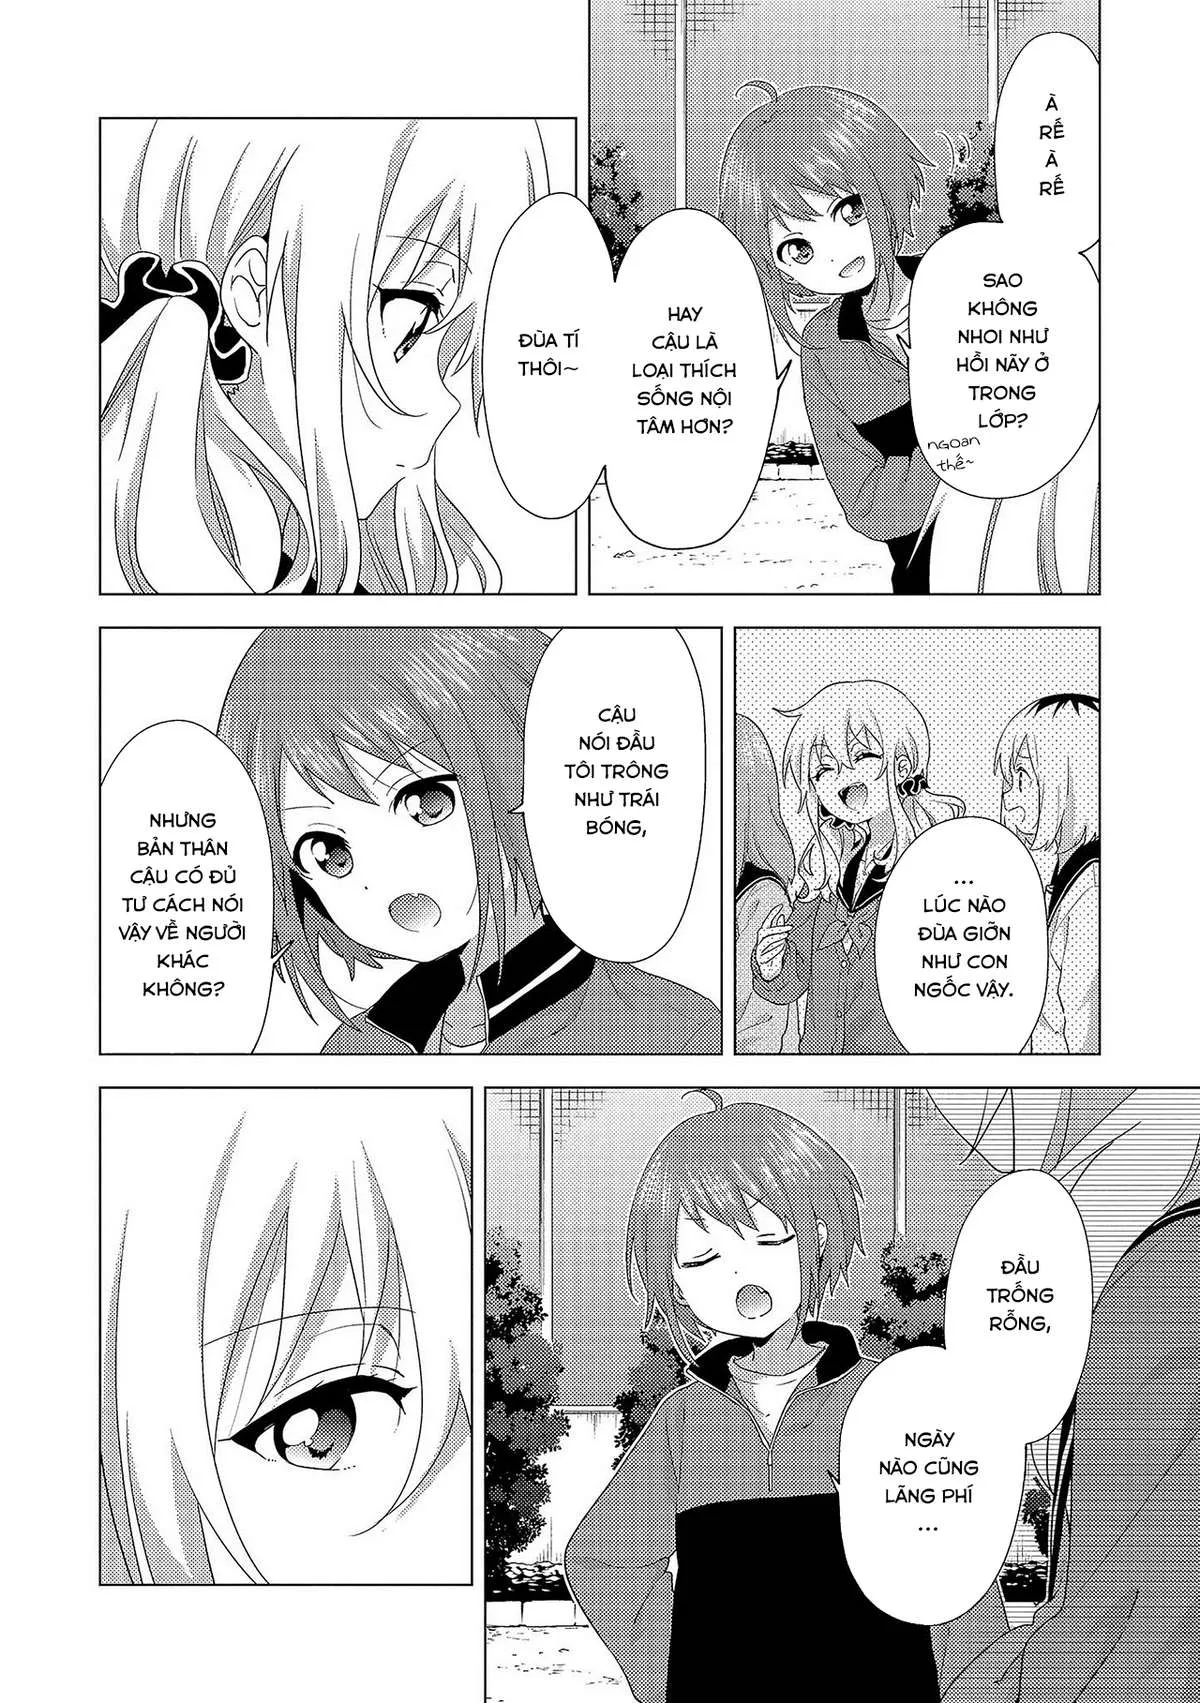 À
RẾ
À
RẾ
SAO
KHÔNG
NHOI NHƯ
HỒI NÃY Ở
TRONG
LỚP?
NGOAN
THẾ~
HAY
CẬU LÀ
LOẠI THÍCH
SỐNG NỘI
TÂM HƠN?
ĐÙA TÍ
THÔI~
...
LÚC NÀO
ĐÙA GIỠN
NHƯ CON
NGỐC VẬY.
CẬU
NÓI ĐẦU
TÔI TRÔNG
NHƯ TRÁI
BÓNG,
NHƯNG
BẢN THÂN
CẬU CÓ ĐỦ
TƯ CÁCH NÓI
VẬY VỀ NGƯỜI
KHÁC
KHÔNG?
ĐẦU
TRỐNG
RỖNG,
NGÀY
NÀO CŨNG
LÃNG PHÍ
...